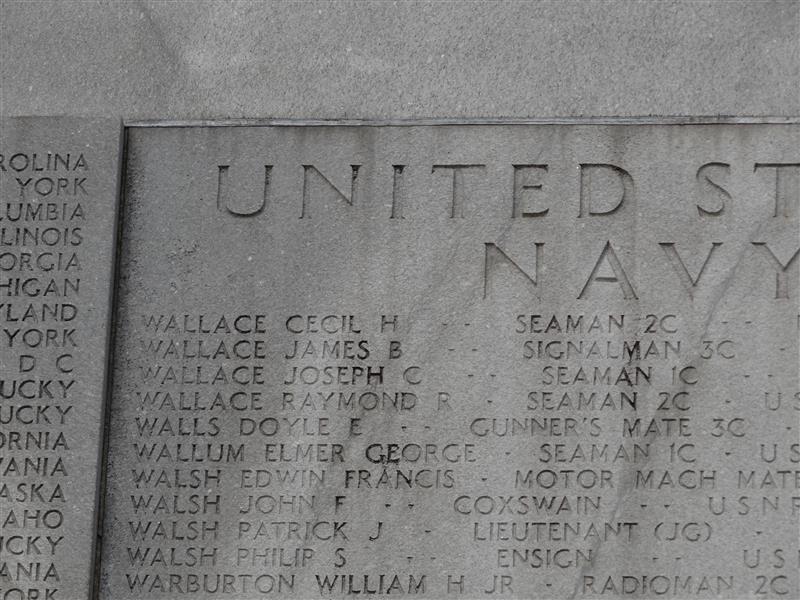 ROLINA
YORK
LUMBIA
LINOIS
ORGIA
HIGAN
YLAND
YORK
D C
UCKY
UCKY
ORNIA
VANIA
ASKA
AHO
UCKY
ANIA
YORK
UNITED ST
NAVY
WALLACE CECIL H -- SEAMAN 2C --
WALLACE JAMES B -- SIGNALMAN 3C -
WALLACE JOSEPH C -- SEAMAN 1C --
WALLACE RAYMOND R - SEAMAN 2C - U S
WALLS DOYLE E -- GUNNER'S MATE 3C -
WALLUM ELMER GEORGE - SEAMAN 1C - U S
WALSH EDWIN FRANCIS - MOTOR MACH MATE
WALSH JOHN F -- COXSWAIN -- U S N R
WALSH PATRICK J - LIEUTENANT (JG) -
WALSH PHILIP S -- ENSIGN -- U S
WARBURTON WILLIAM H JR - RADIOMAN 2C